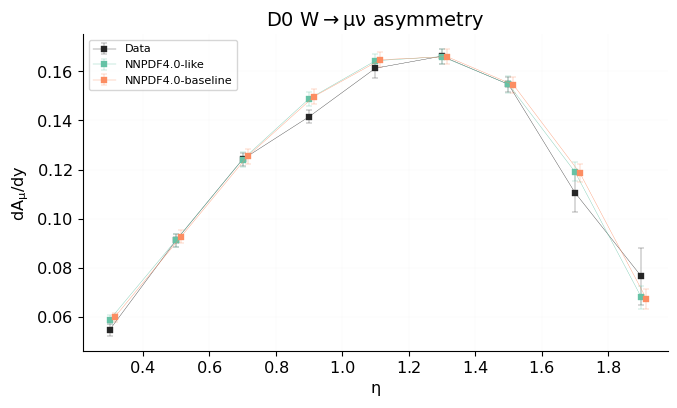 D0 W→μν asymmetry
Data
NNPDF4.0-like
NNPDF4.0-baseline
dAμ/dy
0.16
0.14
0.12
0.10
0.08
0.06
0.4 0.6 0.8 1.0 1.2 1.4 1.6 1.8
η